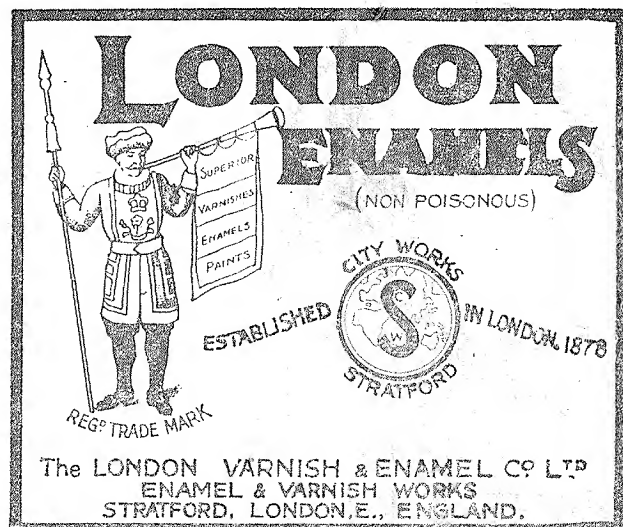 LONDON
ENAMELS
(NON POISONOUS)
SUPERIOR
VARNISHES
ENAMELS
PAINTS
CITY WORKS
C
S
W
STRATFORD
ESTABLISHED
IN LONDON. 1878
REGD. TRADE MARK
The LONDON VARNISH & ENAMEL CO. LTD
ENAMEL & VARNISH WORKS
STRATFORD, LONDON, E., ENGLAND.